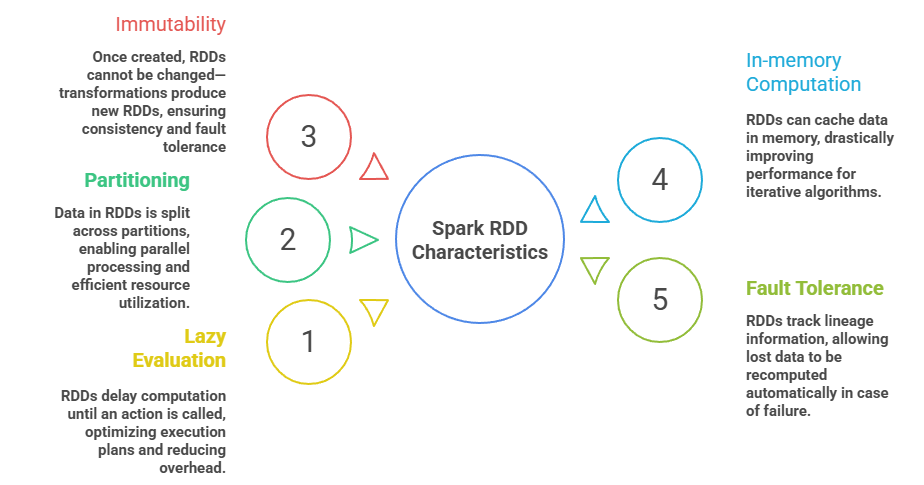 Immutability
Once created, RDDs
cannot be changed—
transformations produce
new RDDs, ensuring
consistency and fault
tolerance
3
Partitioning
Data in RDDs is split
across partitions,
enabling parallel
processing and
efficient resource
utilization.
2
Lazy
Evaluation
RDDs delay computation
until an action is called,
optimizing execution
plans and reducing
overhead.
1
Spark RDD
Characteristics
In-memory
Computation
RDDs can cache data
in memory, drastically
improving
performance for
iterative algorithms.
4
Fault Tolerance
RDDs track lineage
information, allowing
lost data to be
recomputed
automatically in case
of failure.
5